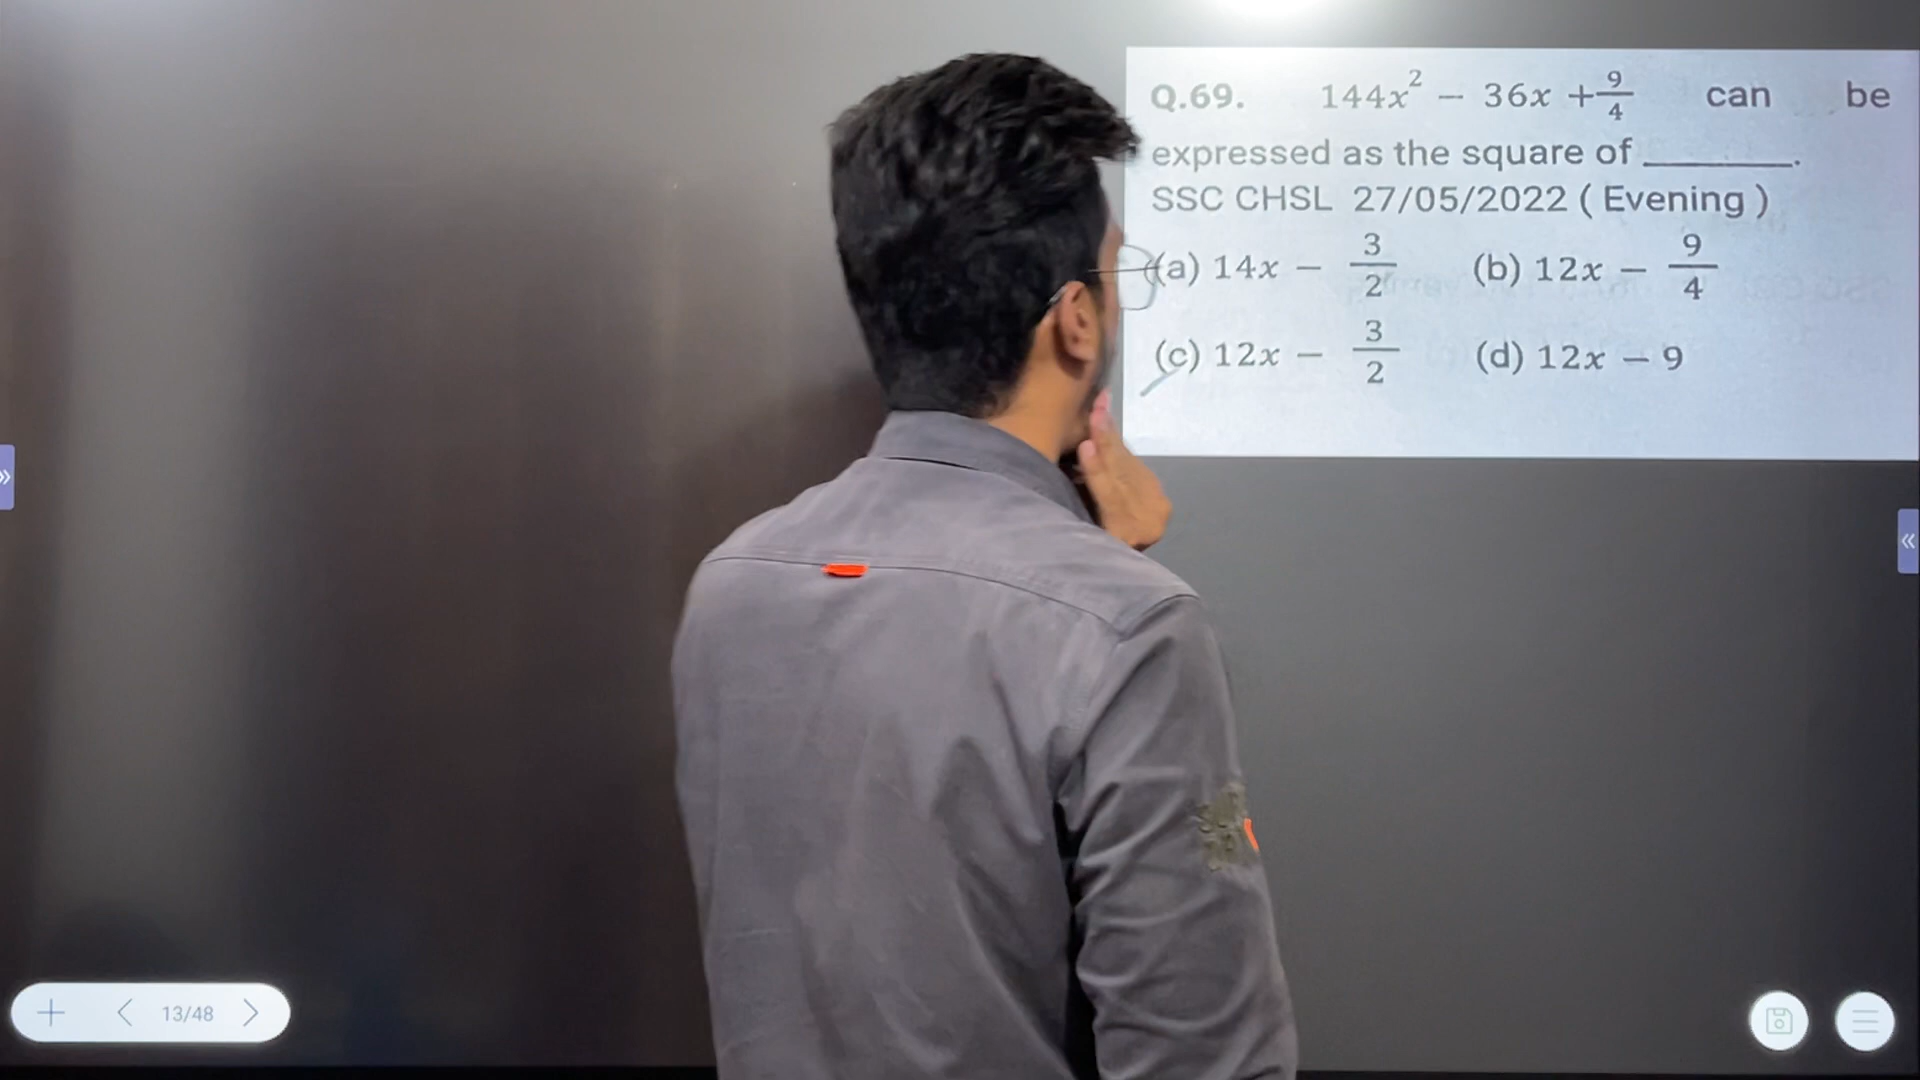 Q.69. 144x² − 36x + 9/4 can be
expressed as the square of ________.
SSC CHSL 27/05/2022 ( Evening )
(a) 14x − 3/2 (b) 12x − 9/4
(c) 12x − 3/2 (d) 12x − 9
13/48